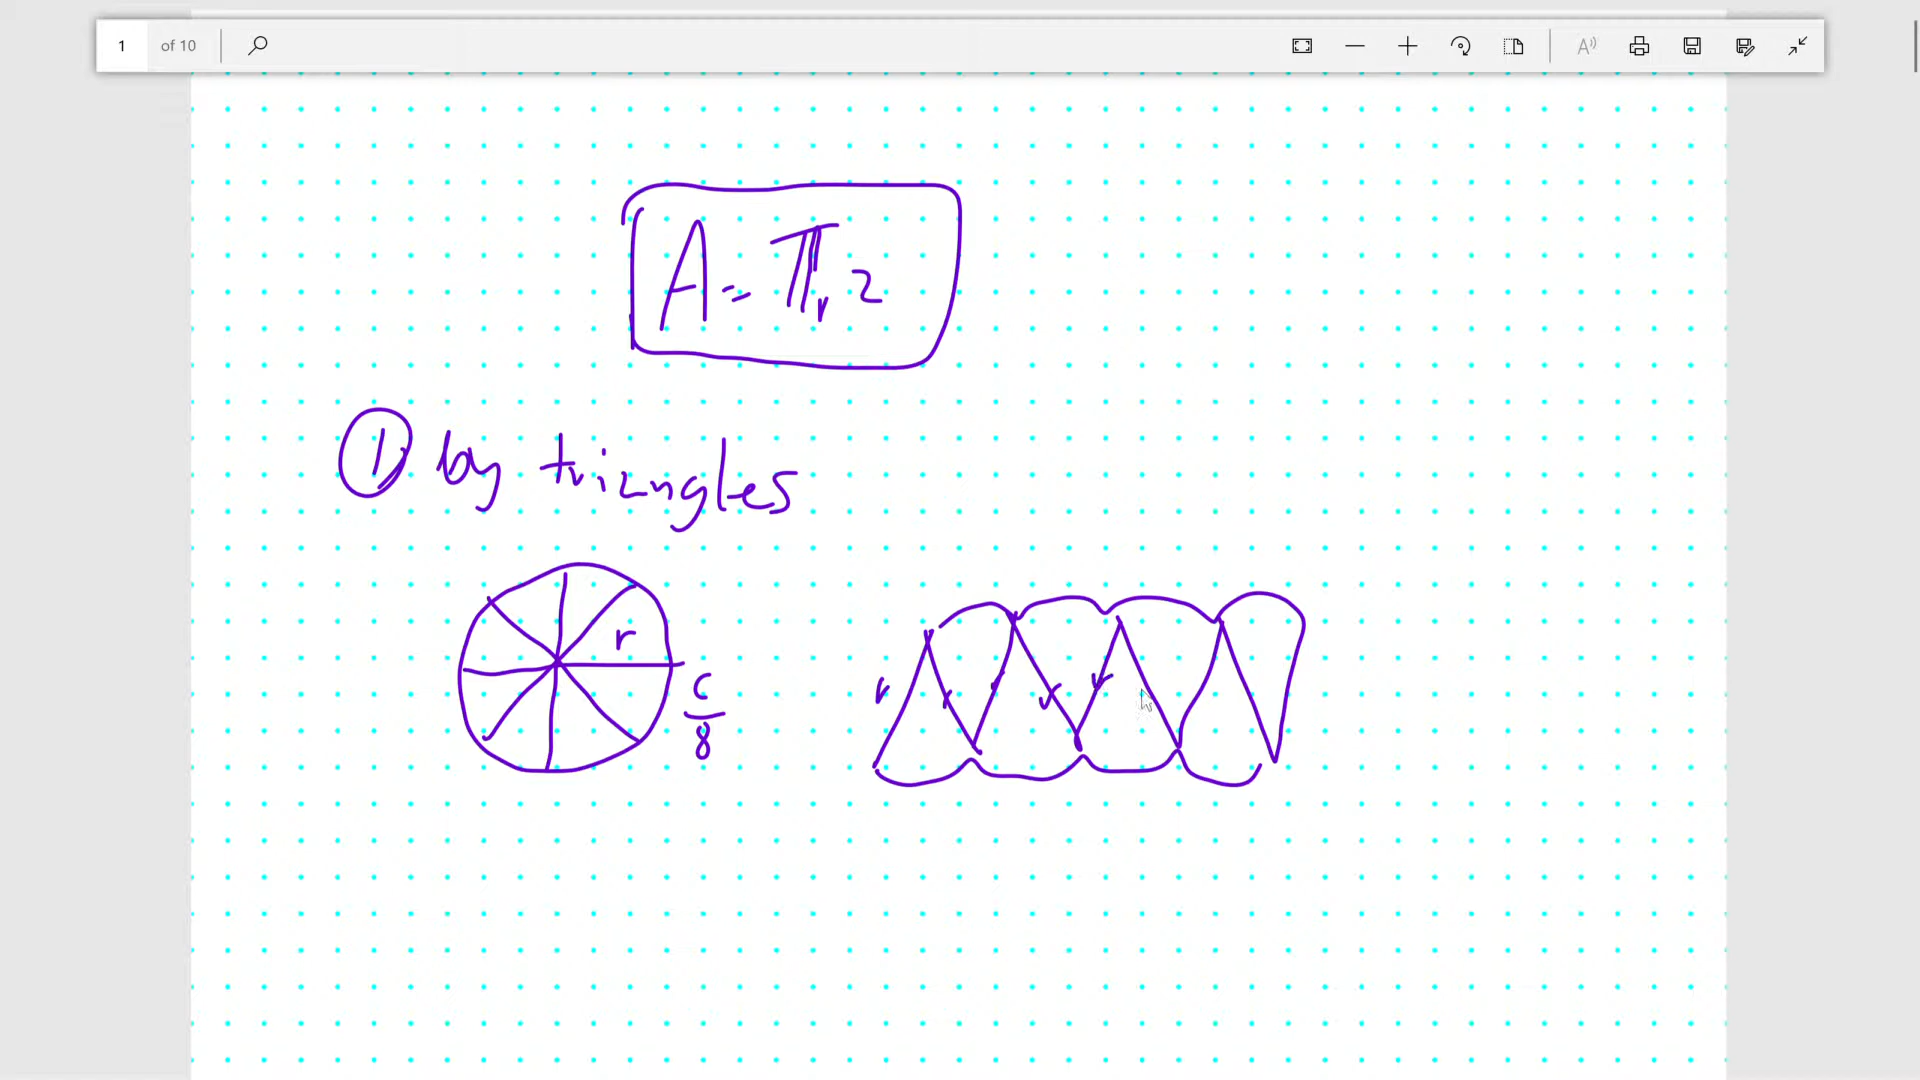 1 of 10
A = πr2
① by triangles
r
C/8
r r r r r